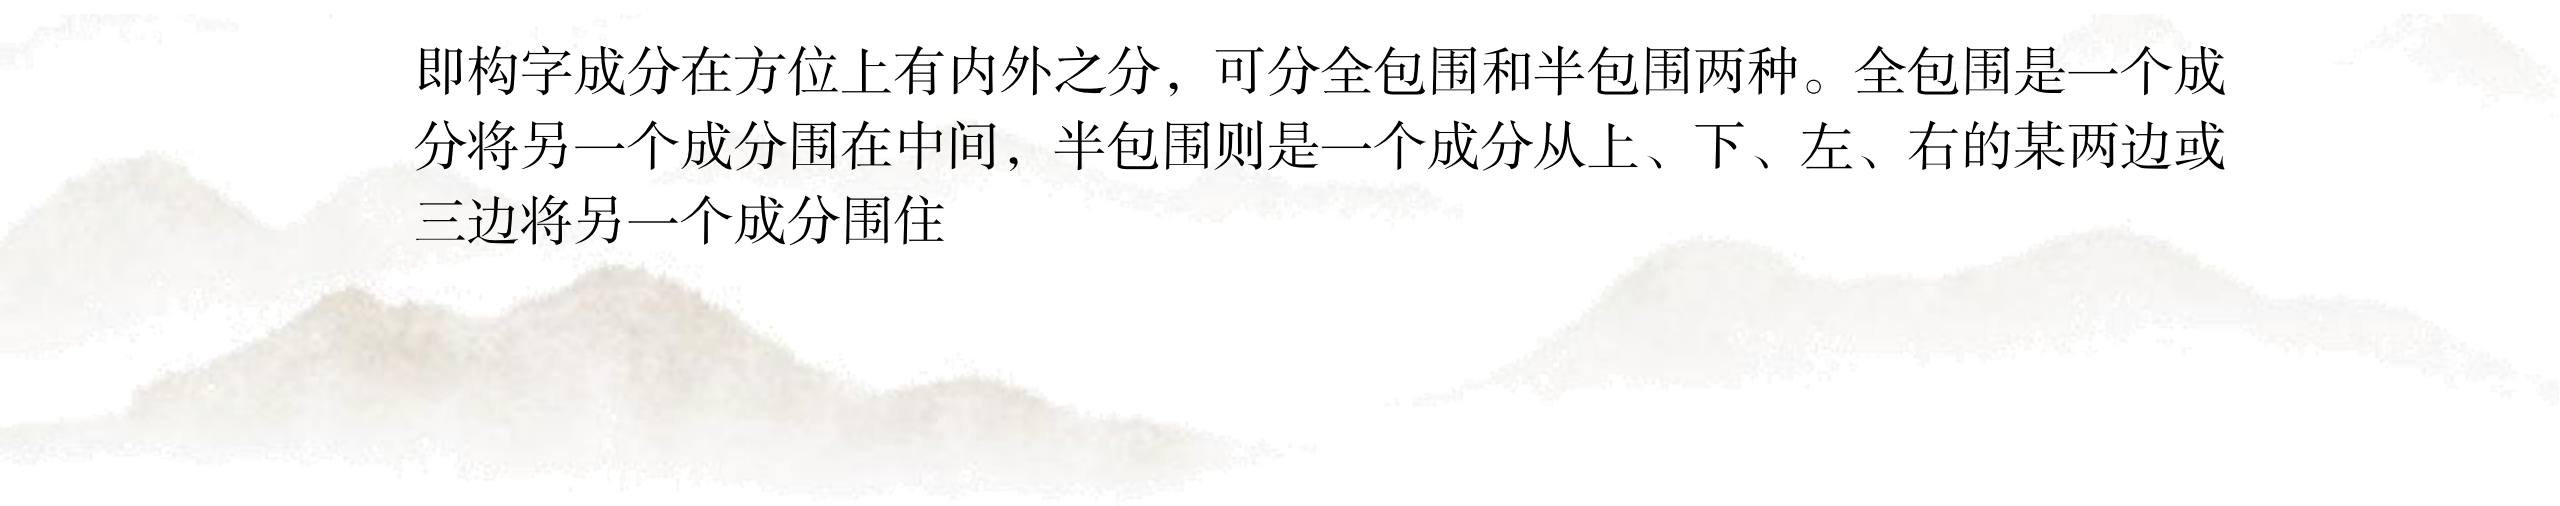 即构字成分在方位上有内外之分，可分全包围和半包围两种。全包围是一个成
分将另一个成分围在中间，半包围则是一个成分从上、下、左、右的某两边或
三边将另一个成分围住